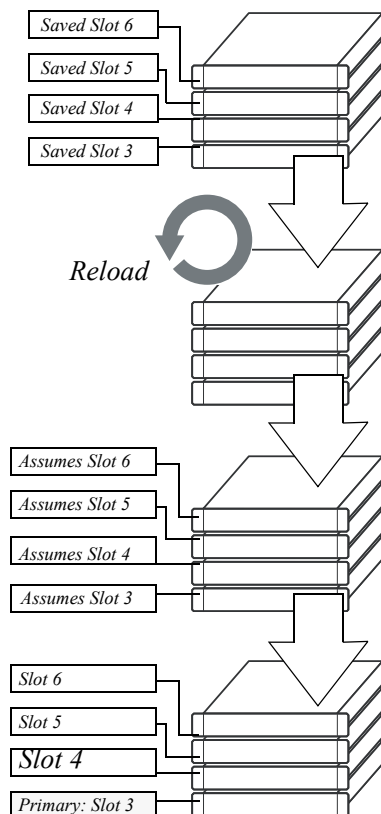 Saved Slot 6
Saved Slot 5
Saved Slot 4
Saved Slot 3
Reload
Assumes Slot 6
Assumes Slot 5
Assumes Slot 4
Assumes Slot 3
Slot 6
Slot 5
Slot 4
Primary: Slot 3